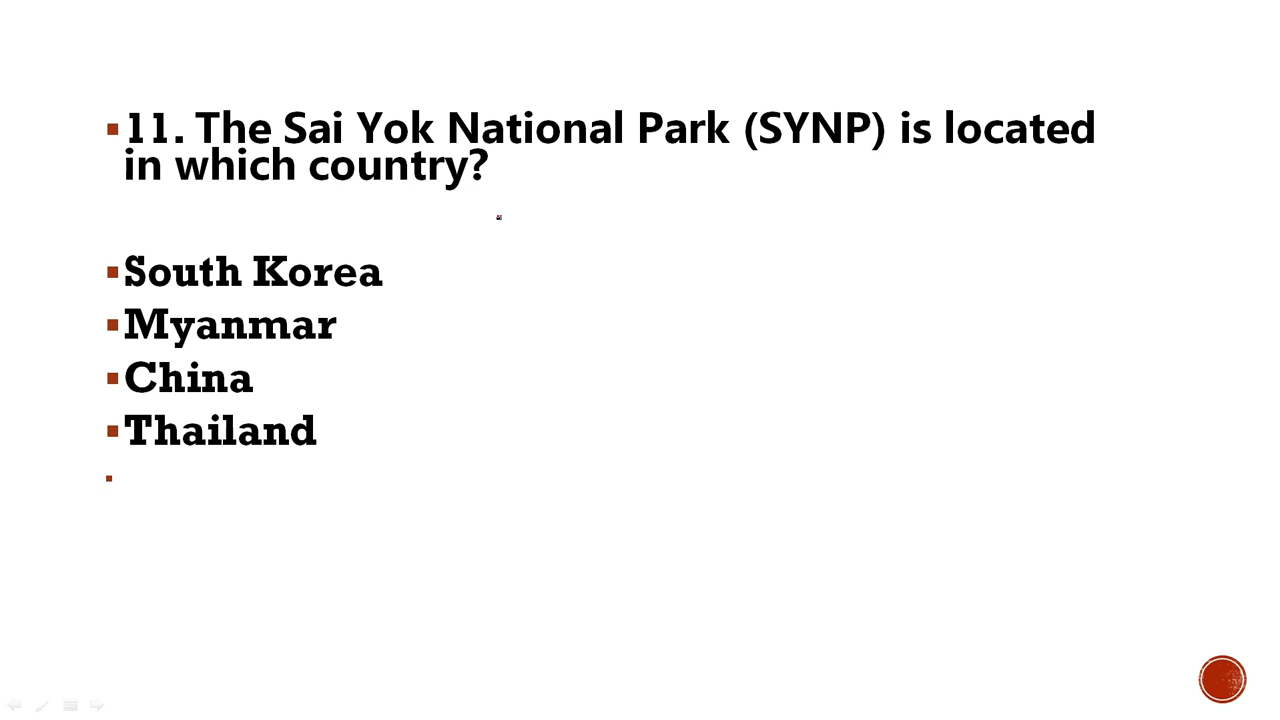 11. The Sai Yok National Park (SYNP) is located
in which country?
South Korea
Myanmar
China
Thailand